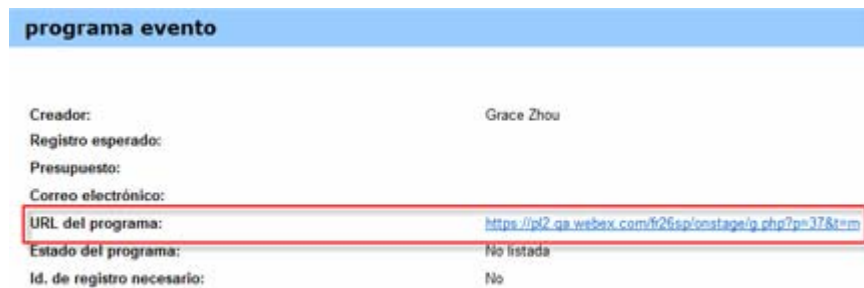 programa evento
Creador: Grace Zhou
Registro esperado:
Presupuesto:
Correo electrónico:
URL del programa: https://pl2.qa.webex.com/fr26sp/onstage/g.php?p=37&t=m
Estado del programa: No listada
Id. de registro necesario: No